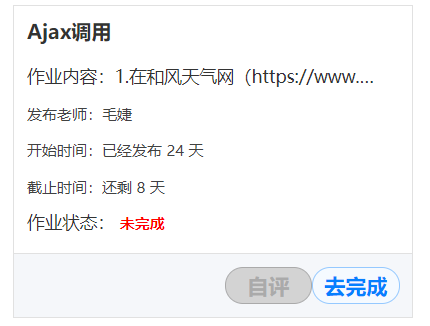 Ajax调用
作业内容：1.在和风天气网（https://www....
发布老师：毛婕
开始时间：已经发布 24 天
截止时间：还剩 8 天
作业状态： 未完成
自评 去完成